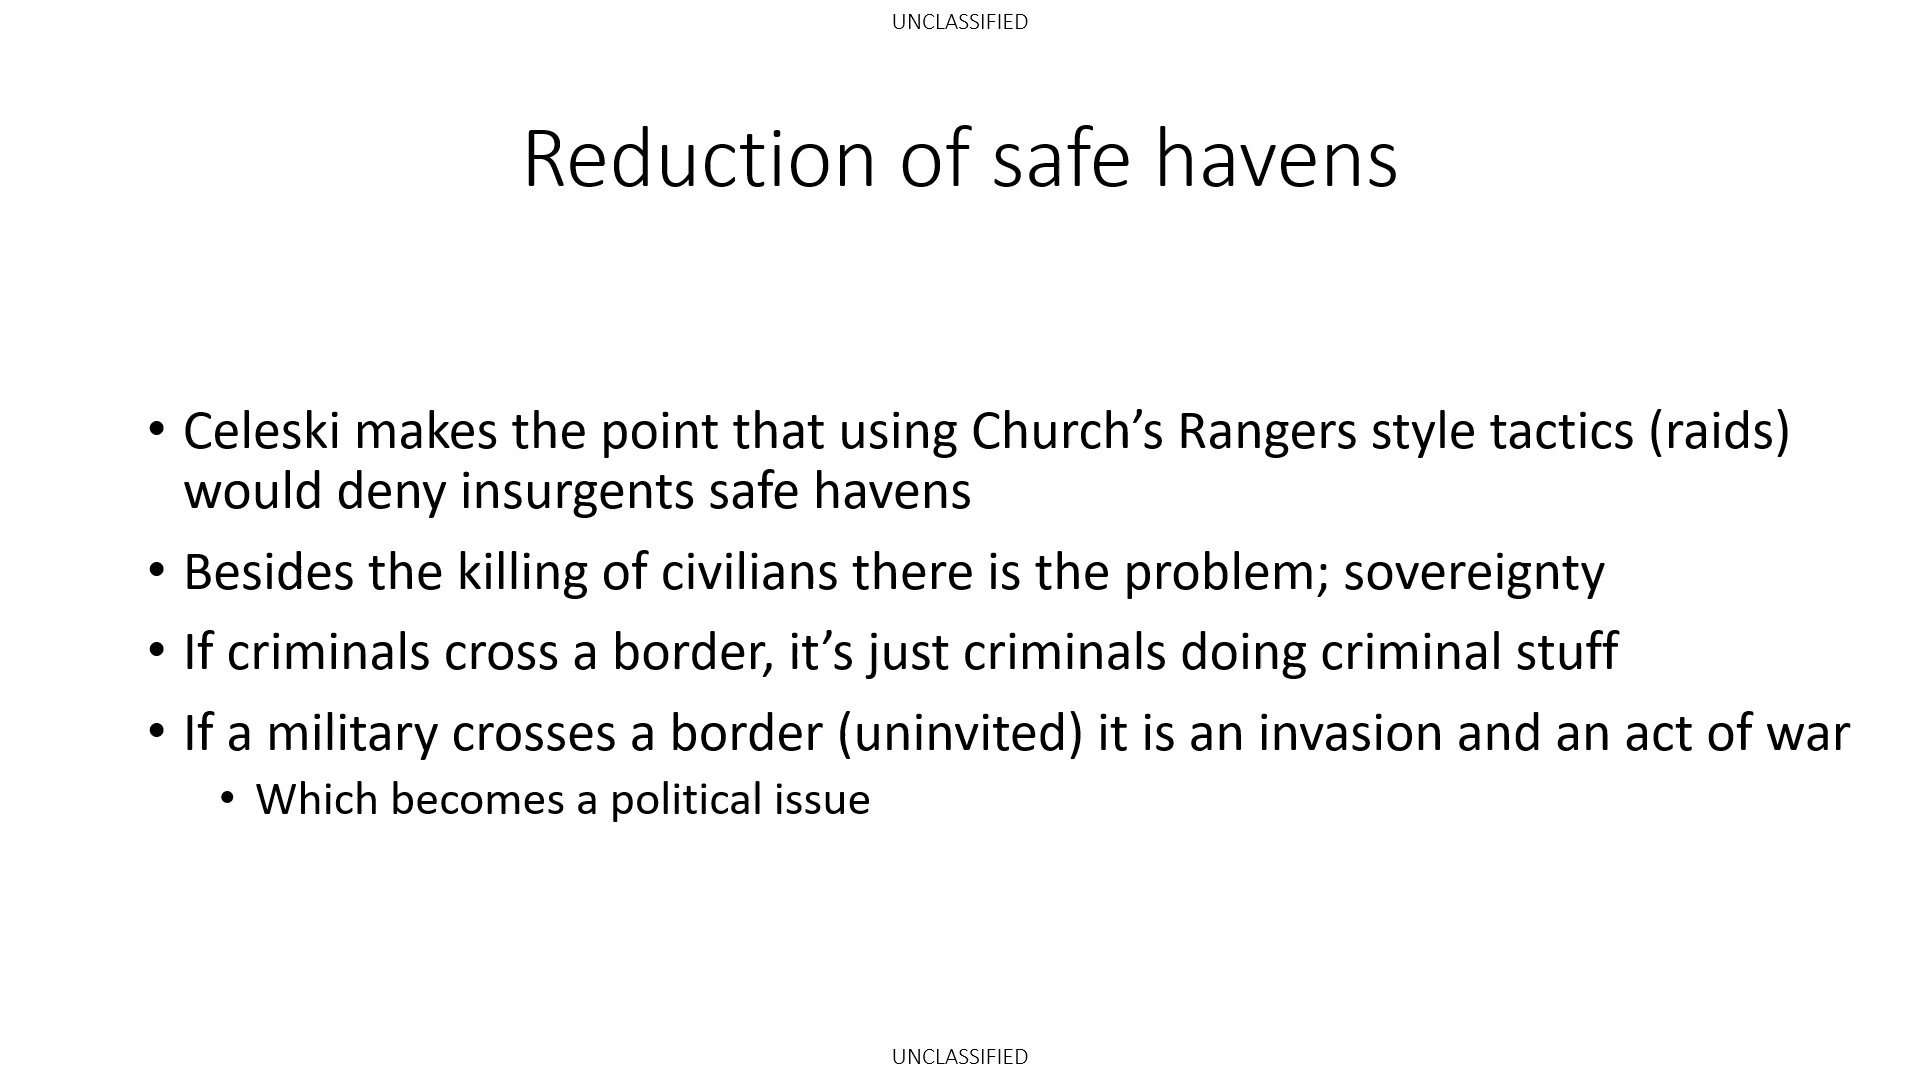 UNCLASSIFIED
Reduction of safe havens
• Celeski makes the point that using Church’s Rangers style tactics (raids)
would deny insurgents safe havens
• Besides the killing of civilians there is the problem; sovereignty
• If criminals cross a border, it’s just criminals doing criminal stuff
• If a military crosses a border (uninvited) it is an invasion and an act of war
• Which becomes a political issue
UNCLASSIFIED